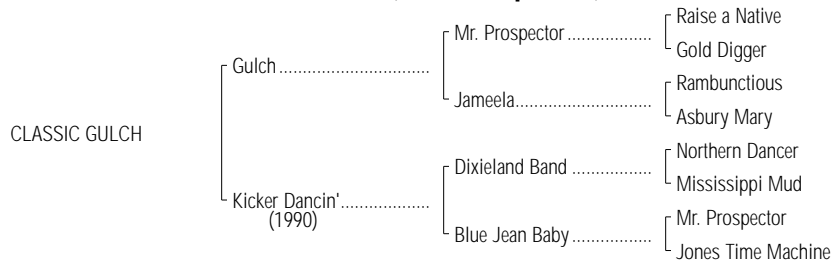 Raise a Native
Mr. Prospector ..................
Gold Digger
Gulch ...............................
Rambunctious
Jameela.............................
Asbury Mary
CLASSIC GULCH
Northern Dancer
Dixieland Band .................
Mississippi Mud
Kicker Dancin'....................
(1990)
Mr. Prospector
Blue Jean Baby .................
Jones Time Machine